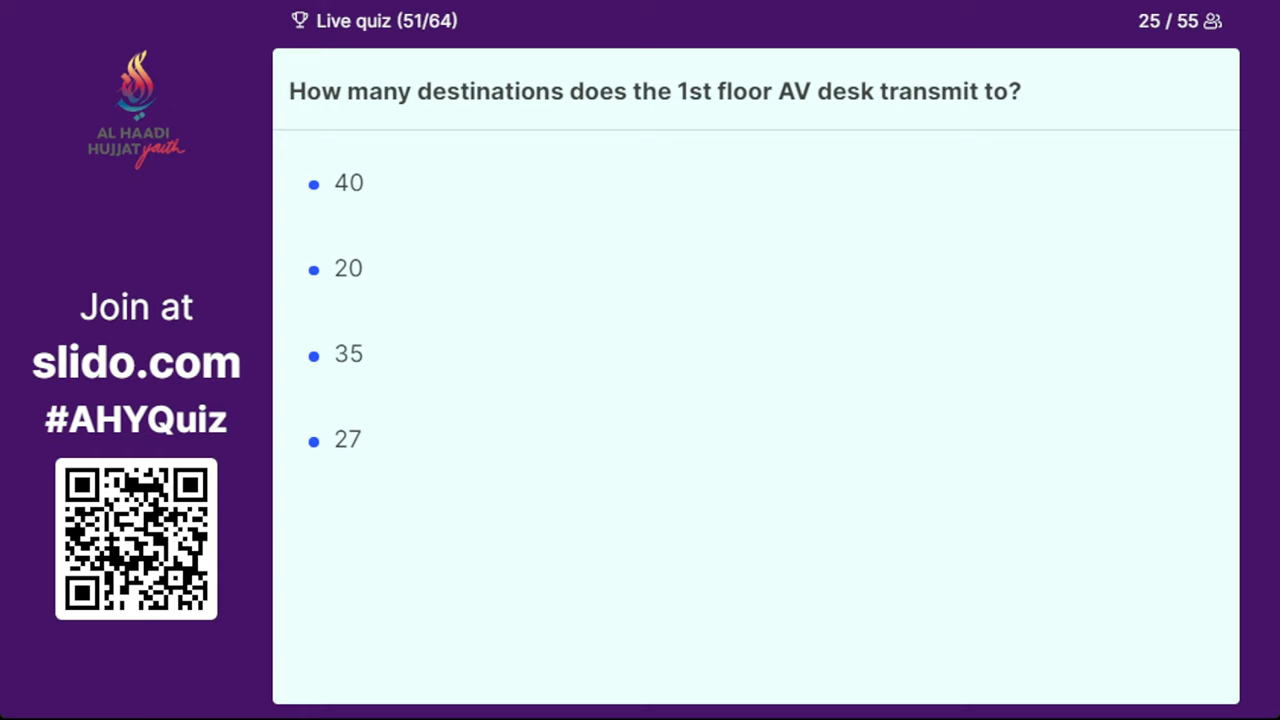 Live quiz (51/64)
25 / 55
AL HAADI
HUJJAT youth
How many destinations does the 1st floor AV desk transmit to?
40
20
35
27
Join at
slido.com
#AHYQuiz